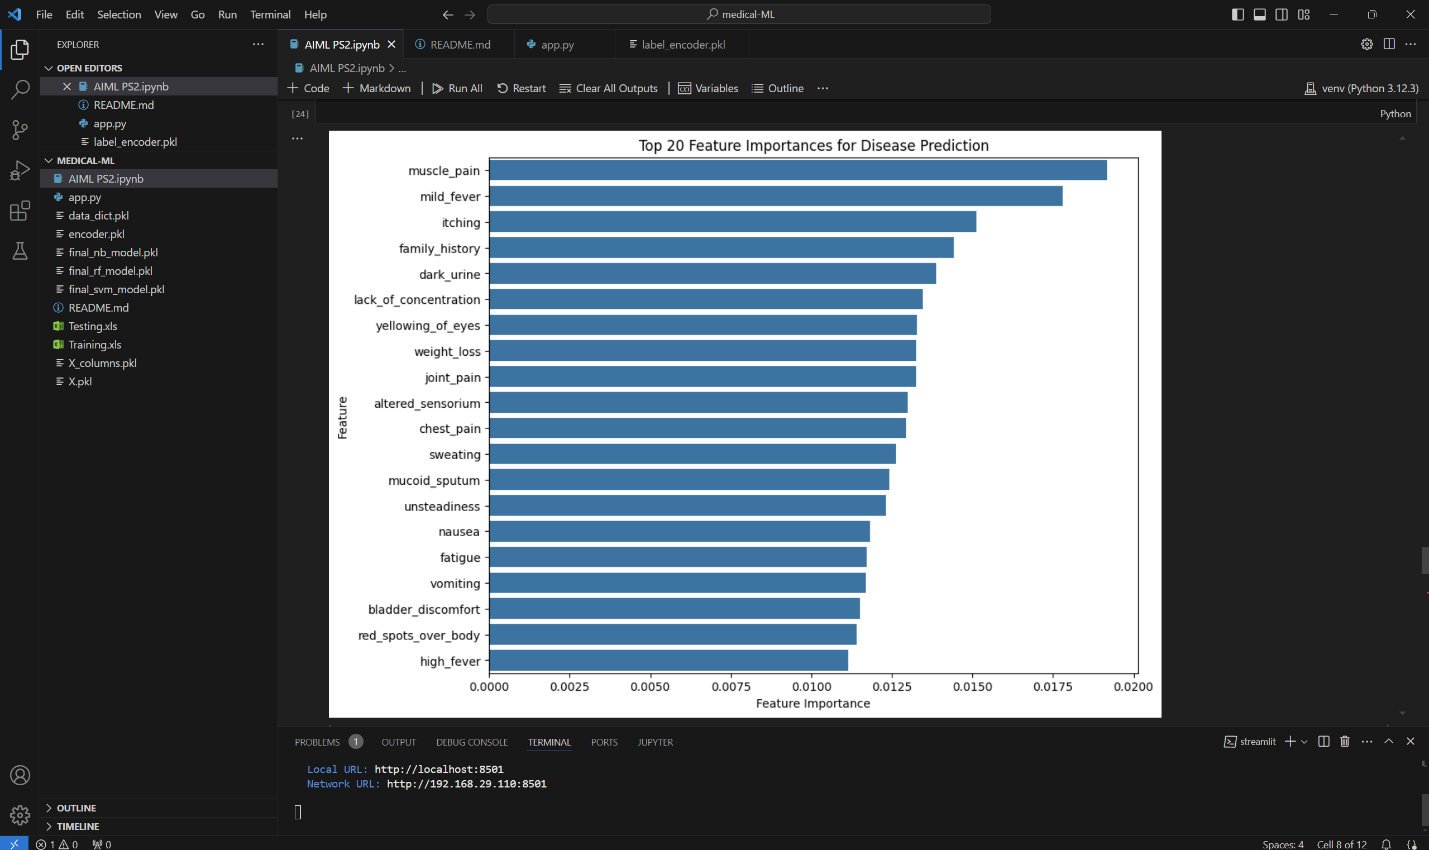 File Edit Selection View Go Run Terminal Help
medical-ML
EXPLORER
OPEN EDITORS
AIML PS2.ipynb
README.md
app.py
label_encoder.pkl
MEDICAL-ML
AIML PS2.ipynb
app.py
data_dict.pkl
encoder.pkl
final_nb_model.pkl
final_rf_model.pkl
final_svm_model.pkl
README.md
Testing.xls
Training.xls
X_columns.pkl
X.pkl
OUTLINE
TIMELINE
AIML PS2.ipynb README.md app.py label_encoder.pkl
AIML PS2.ipynb > ...
+ Code + Markdown | Run All Restart Clear All Outputs | Variables Outline ...
venv (Python 3.12.3)
[24]
Python
Top 20 Feature Importances for Disease Prediction
muscle_pain
mild_fever
itching
family_history
dark_urine
lack_of_concentration
yellowing_of_eyes
weight_loss
joint_pain
altered_sensorium
chest_pain
sweating
mucoid_sputum
unsteadiness
nausea
fatigue
vomiting
bladder_discomfort
red_spots_over_body
high_fever
Feature
0.0000 0.0025 0.0050 0.0075 0.0100 0.0125 0.0150 0.0175 0.0200
Feature Importance
PROBLEMS 1 OUTPUT DEBUG CONSOLE TERMINAL PORTS JUPYTER
streamlit
Local URL: http://localhost:8501
Network URL: http://192.168.29.110:8501
1 0 0
Spaces: 4 Cell 8 of 12